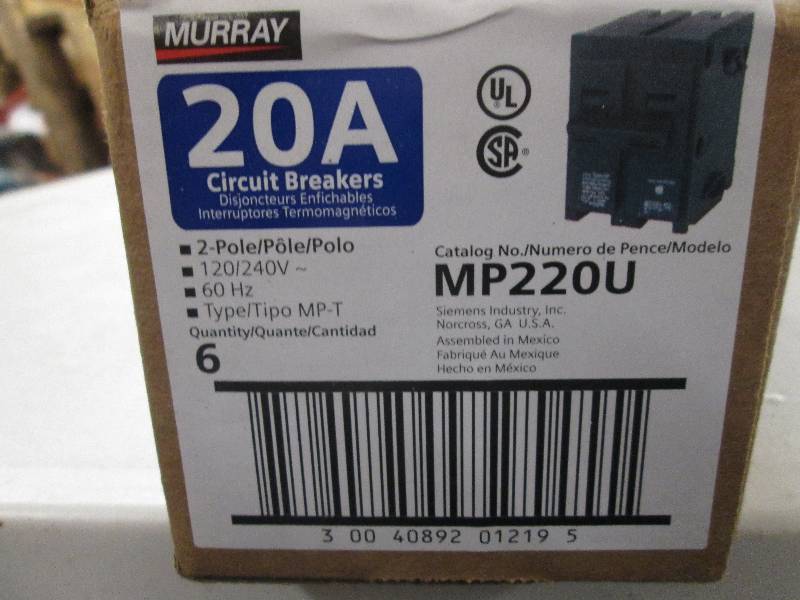 MURRAY
20A
Circuit Breakers
Disjoncteurs Enfichables
Interruptores Termomagnéticos
UL
SA
2-Pole/Pôle/Polo
120/240V ~
60 Hz
Type/Tipo MP-T
Quantity/Quante/Cantidad
6
Catalog No./Numero de Pence/Modelo
MP220U
Siemens Industry, Inc.
Norcross, GA U.S.A.
Assembled in Mexico
Fabriqué Au Mexique
Hecho en México
3 00 40892 01219 5